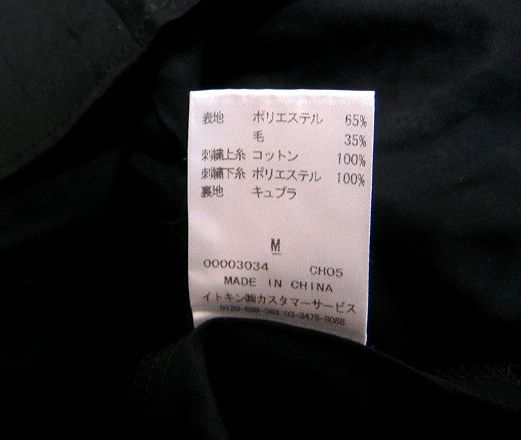 表地 ポリエステル 65%
毛 35%
刺繍上糸 コットン 100%
刺繍下糸 ポリエステル 100%
裏地 キュプラ
M
00003034 CH05
MADE IN CHINA
イトキン㈱カスタマーサービス